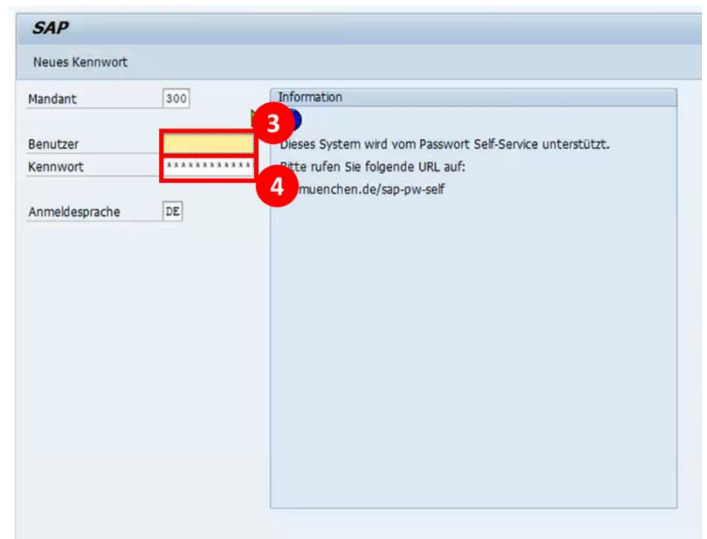 SAP
Neues Kennwort
Mandant 300
Information
3
Benutzer
Dieses System wird vom Passwort Self-Service unterstützt.
Kennwort ************
Bitte rufen Sie folgende URL auf:
4
muenchen.de/sap-pw-self
Anmeldesprache DE